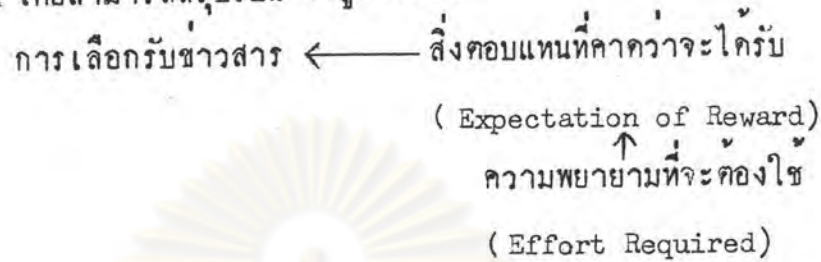 การเลือกรับข่าวสาร ← สิ่งตอบแทนที่คาดว่าจะได้รับ
( Expectation of Reward)
↑
ความพยายามที่จะต้องใช้
( Effort Required)